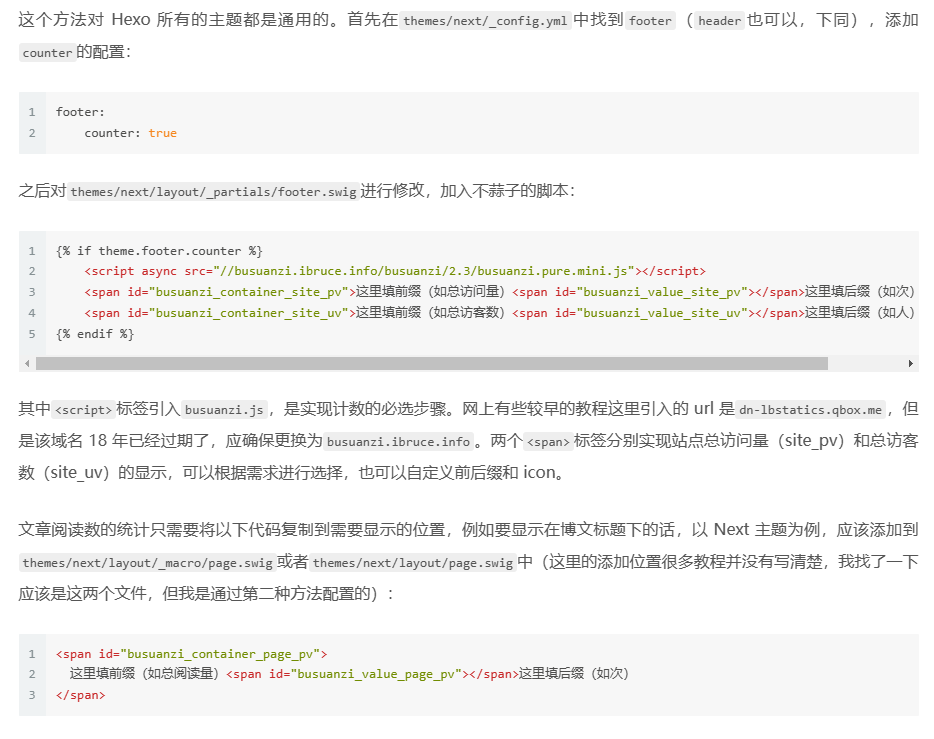 这个方法对 Hexo 所有的主题都是通用的。首先在 themes/next/_config.yml 中找到 footer （ header 也可以，下同），添加
counter 的配置：
1 footer:
2     counter: true
之后对 themes/next/layout/_partials/footer.swig 进行修改，加入不蒜子的脚本：
1 {% if theme.footer.counter %}
2     <script async src="//busuanzi.ibruce.info/busuanzi/2.3/busuanzi.pure.mini.js"></script>
3     <span id="busuanzi_container_site_pv">这里填前缀（如总访问量）<span id="busuanzi_value_site_pv"></span>这里填后缀（如次）
4     <span id="busuanzi_container_site_uv">这里填前缀（如总访客数）<span id="busuanzi_value_site_uv"></span>这里填后缀（如人）
5 {% endif %}
其中 <script> 标签引入 busuanzi.js ，是实现计数的必选步骤。网上有些较早的教程这里引入的 url 是 dn-lbstatics.qbox.me ，但
是该域名 18 年已经过期了，应确保更换为 busuanzi.ibruce.info 。两个 <span> 标签分别实现站点总访问量（site_pv）和总访客
数（site_uv）的显示，可以根据需求进行选择，也可以自定义前后缀和 icon。
文章阅读数的统计只需要将以下代码复制到需要显示的位置，例如要显示在博文标题下的话，以 Next 主题为例，应该添加到
themes/next/layout/_macro/page.swig 或者 themes/next/layout/page.swig 中（这里的添加位置很多教程并没有写清楚，我找了一下
应该是这两个文件，但我是通过第二种方法配置的）：
1 <span id="busuanzi_container_page_pv">
2   这里填前缀（如总阅读量）<span id="busuanzi_value_page_pv"></span>这里填后缀（如次）
3 </span>